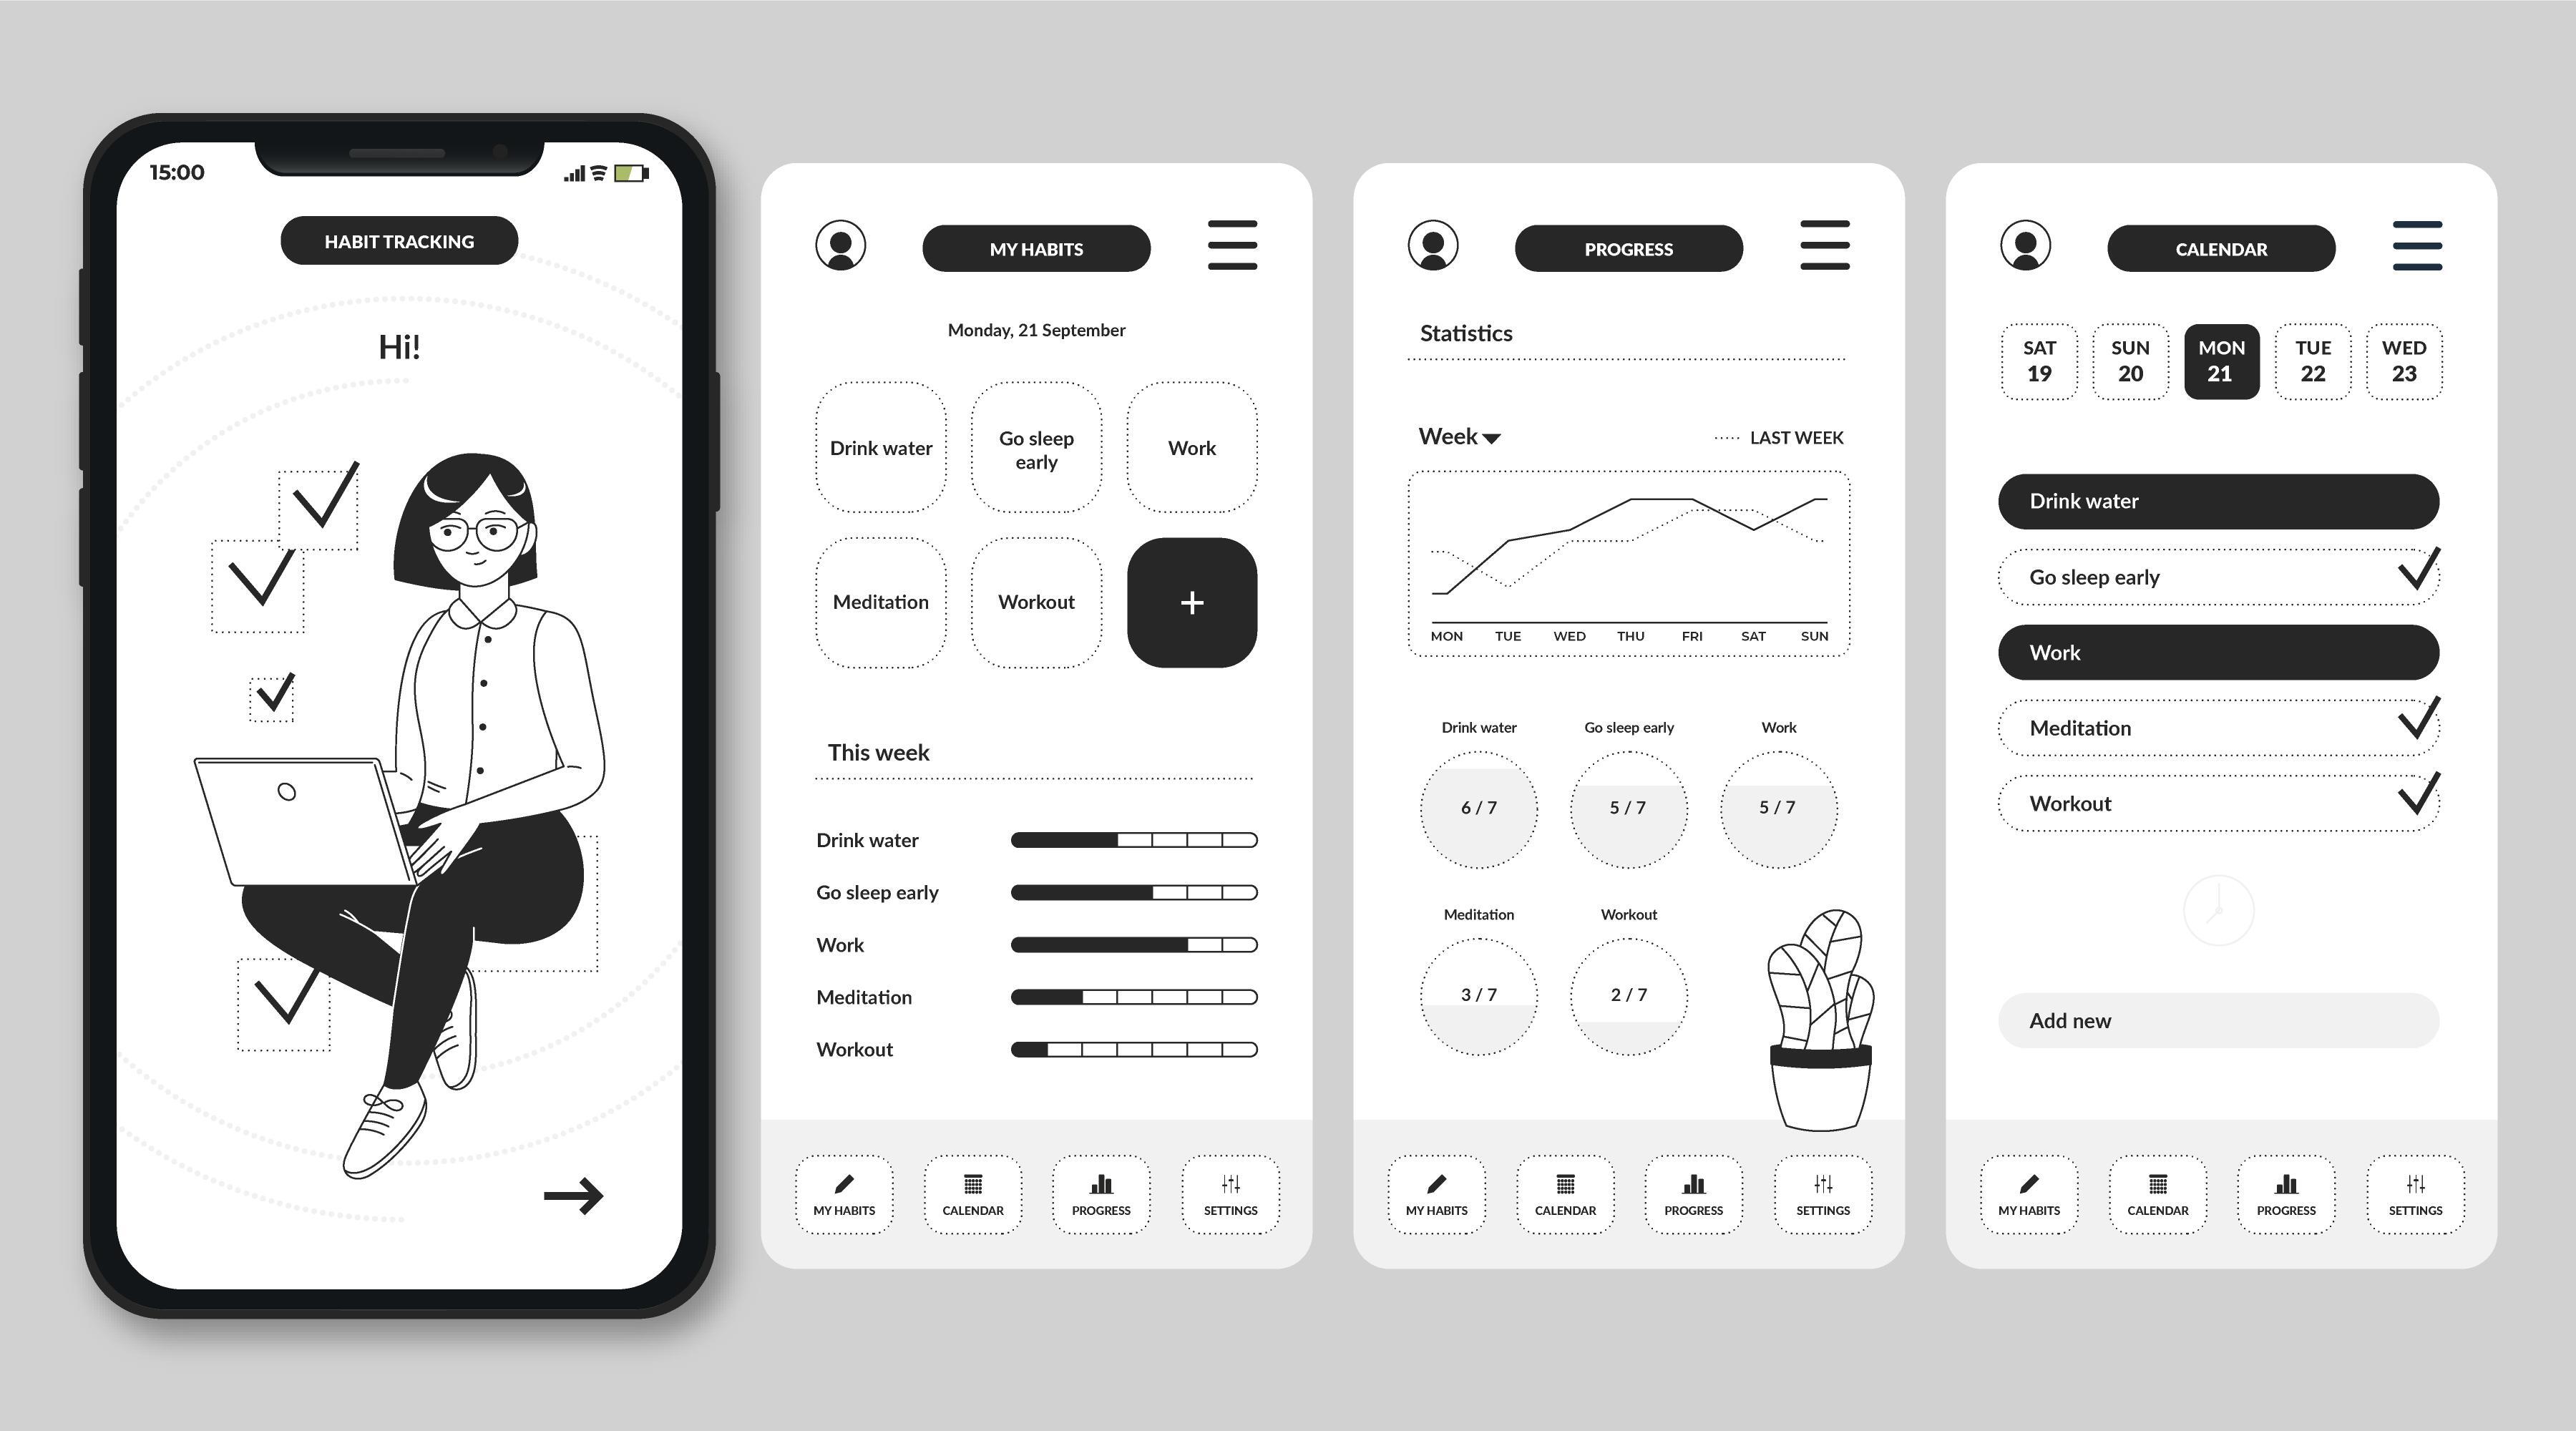 15:00
HABIT TRACKING
Hi!
MY HABITS
Monday, 21 September
Drink water
Go sleep
early
Work
Meditation
Workout
+
This week
Drink water
Go sleep early
Work
Meditation
Workout
MY HABITS
CALENDAR
PROGRESS
SETTINGS
PROGRESS
Statistics
Week
LAST WEEK
MON TUE WED THU FRI SAT SUN
Drink water
Go sleep early
Work
6 / 7
5 / 7
5 / 7
Meditation
Workout
3 / 7
2 / 7
MY HABITS
CALENDAR
PROGRESS
SETTINGS
CALENDAR
SAT
19
SUN
20
MON
21
TUE
22
WED
23
Drink water
Go sleep early
Work
Meditation
Workout
Add new
MY HABITS
CALENDAR
PROGRESS
SETTINGS